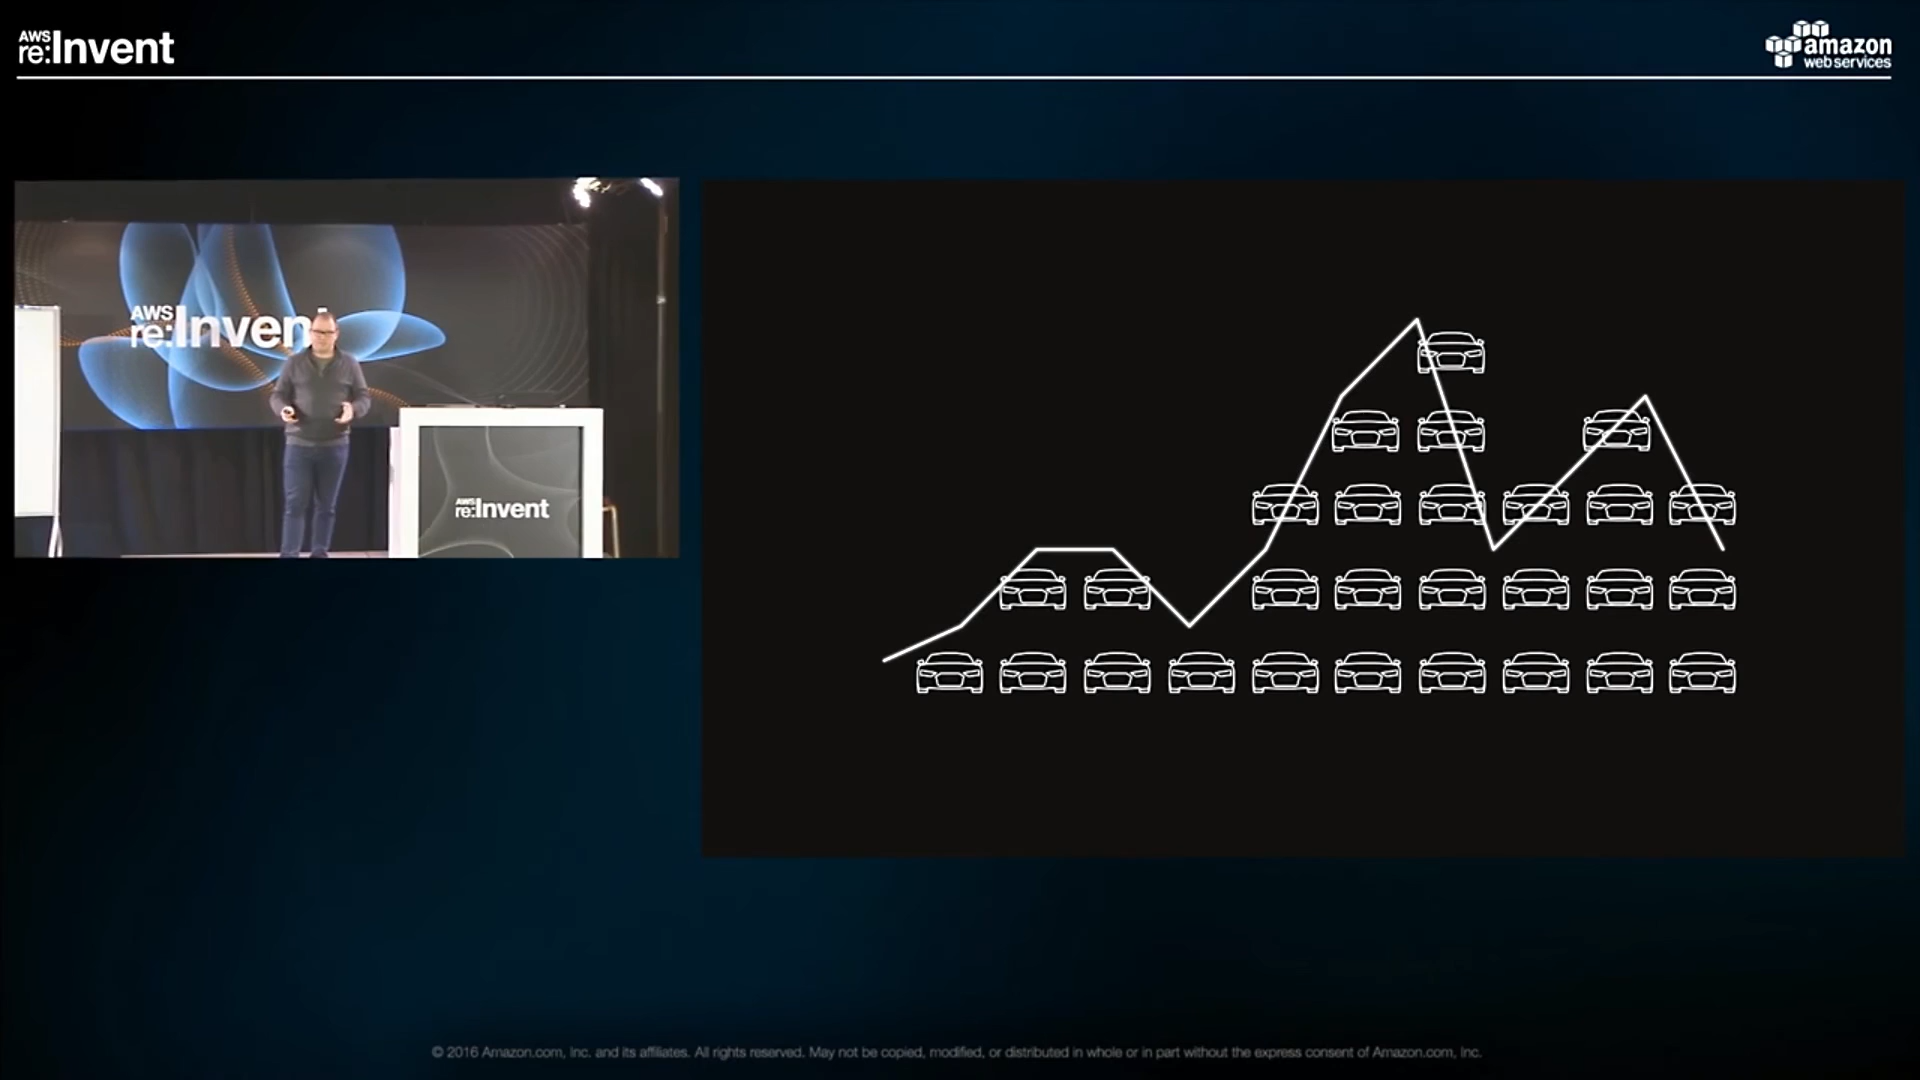 AWS
re:Invent
amazon
web services
AWS
re:Inven
AWS
re:Invent
© 2016 Amazon.com, Inc. and its affiliates. All rights reserved. May not be copied, modified, or distributed in whole or in part without the express consent of Amazon.com, Inc.